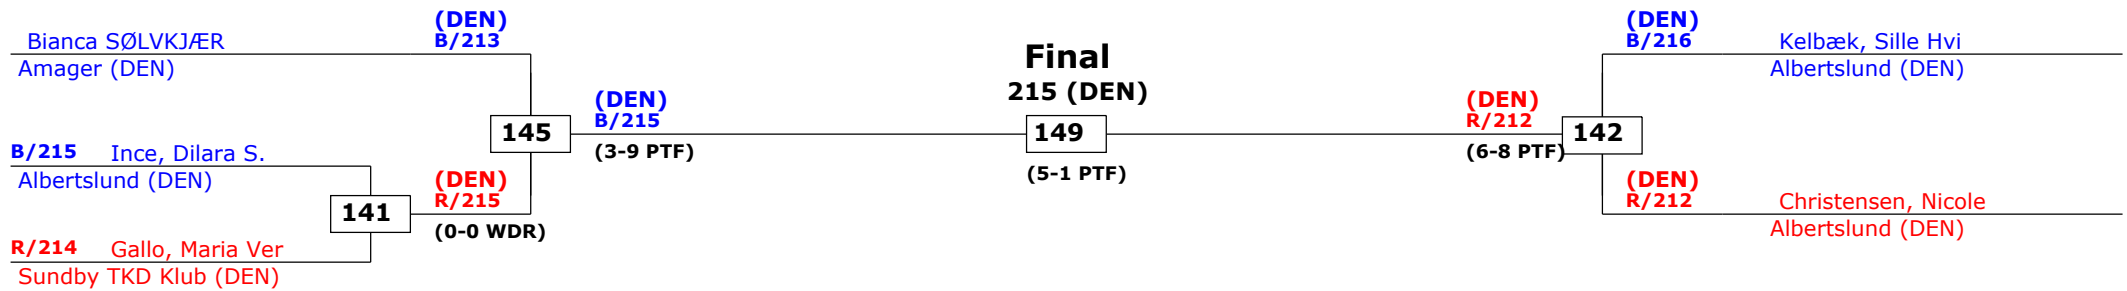 (DEN)
B/213
Bianca SØLVKJÆR
Amager (DEN)
B/215 Ince, Dilara S.
Albertslund (DEN)
141
R/214 Gallo, Maria Ver
Sundby TKD Klub (DEN)
(DEN)
R/215
(0-0 WDR)
145
(DEN)
B/215
(3-9 PTF)
Final
215 (DEN)
149
(5-1 PTF)
(DEN)
R/212
(6-8 PTF)
142
(DEN)
B/216
Kelbæk, Sille Hvi
Albertslund (DEN)
(DEN)
R/212
Christensen, Nicole
Albertslund (DEN)